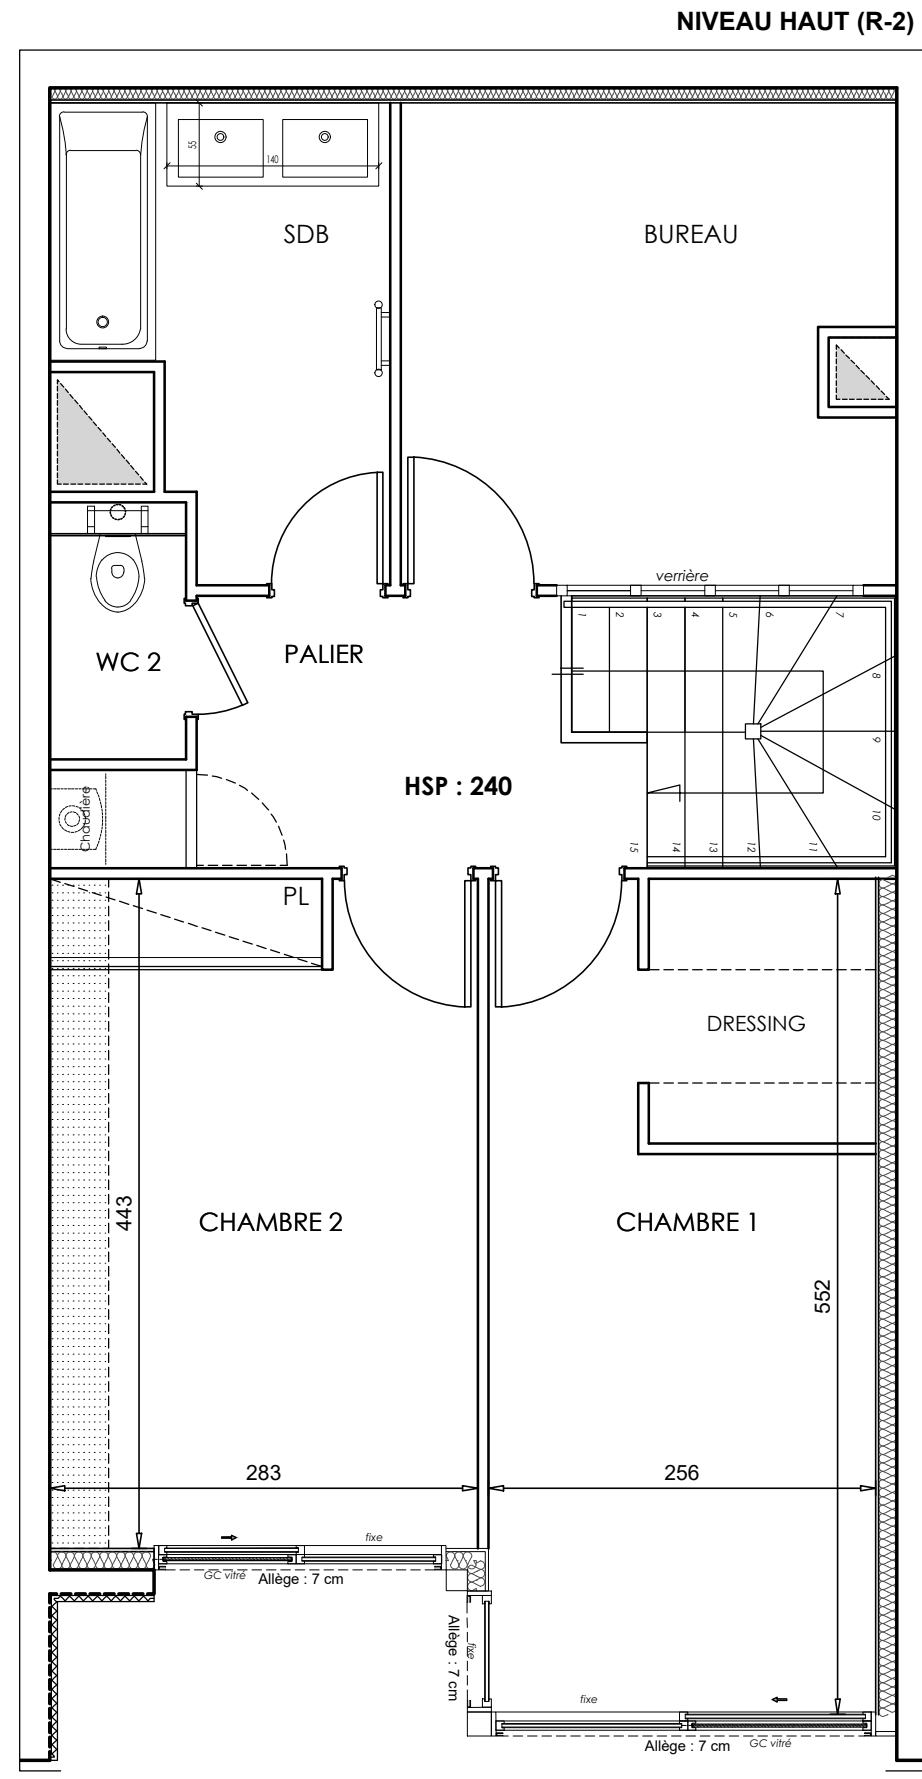 NIVEAU HAUT (R-2)
55
140
SDB
BUREAU
verrière
1
2
3
4
5
6
7
8
9
10
11
12
13
14
15
WC 2
PALIER
HSP : 240
Chaudière
PL
DRESSING
443
CHAMBRE 2
CHAMBRE 1
552
283
256
fixe
GC vitré
Allège : 7 cm
Allège : 7 cm
fixe
fixe
Allège : 7 cm
GC vitré